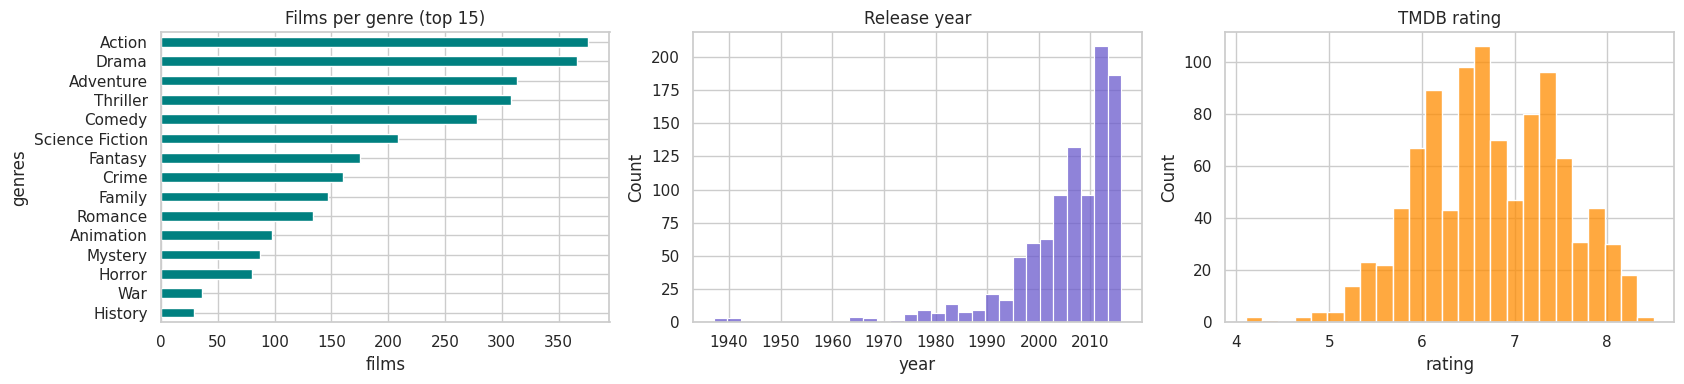 Films per genre (top 15)
genres
Action
Drama
Adventure
Thriller
Comedy
Science Fiction
Fantasy
Crime
Family
Romance
Animation
Mystery
Horror
War
History
0 50 100 150 200 250 300 350
films
Release year
Count
200
175
150
125
100
75
50
25
0
1940 1950 1960 1970 1980 1990 2000 2010
year
TMDB rating
Count
100
80
60
40
20
0
4 5 6 7 8
rating